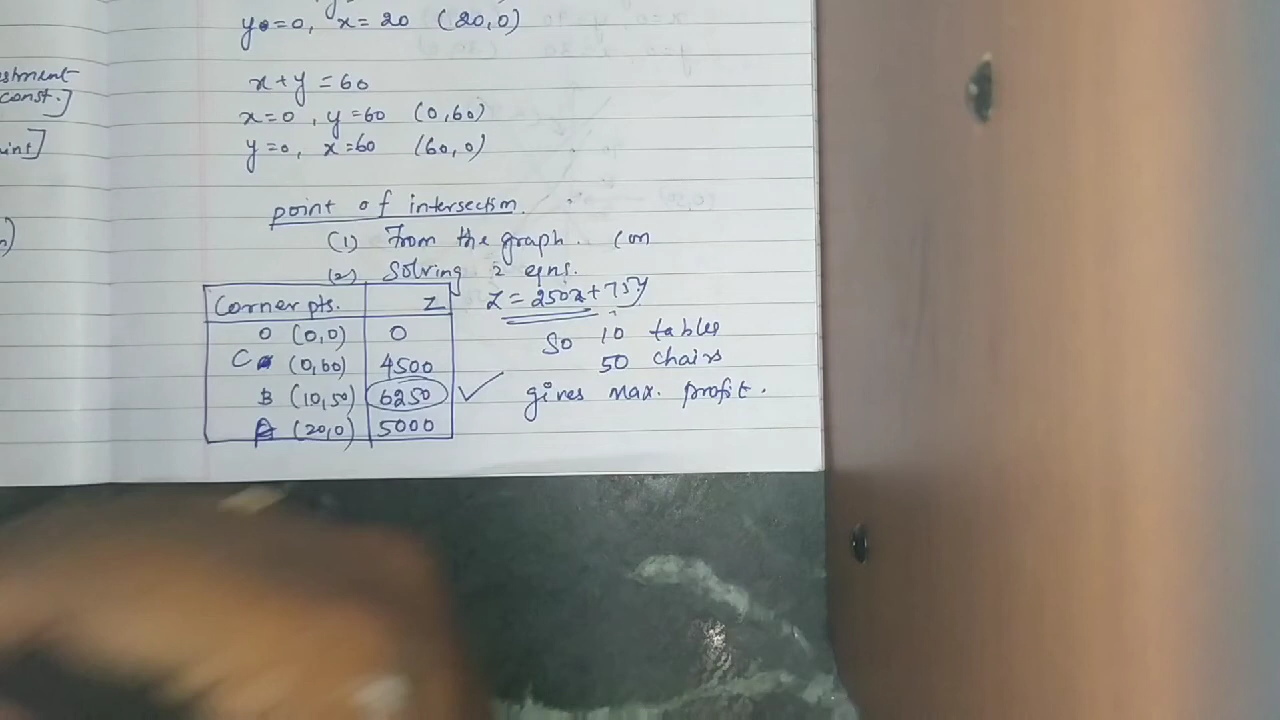 y=0, x=20 (20,0)
x+y=60
const.]
x=0, y=60 (0,60)
y=0, x=60 (60,0)
point of intersection.
(1) From the graph. (on
(2) Solving 2 eqns.
Z=250x+75y
Corner pts. Z
O (0,0) 0
C (0,60) 4500
B (10,50) 6250 ✓
A (20,0) 5000
So 10 tables
50 chairs
gives max. profit.